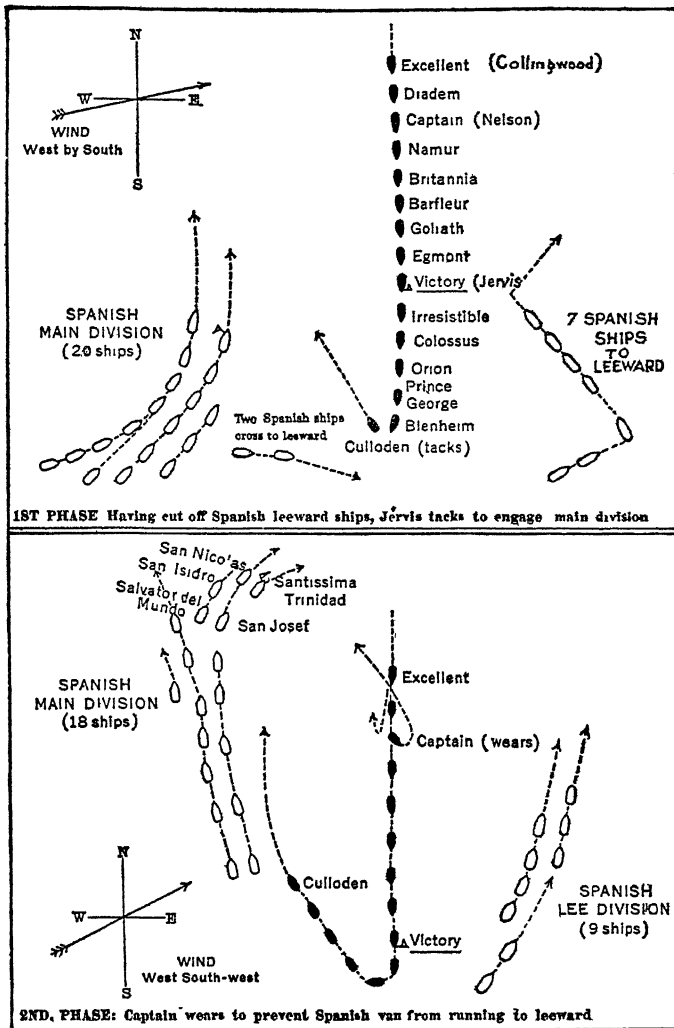 N
W E
S
WIND
West by South
Excellent (Collingwood)
Diadem
Captain (Nelson)
Namur
Britannia
Barfleur
Goliath
Egmont
Victory (Jervis
Irresistible
Colossus
Orion
Prince
George
Blenheim
Culloden (tacks)
SPANISH
MAIN DIVISION
(20 ships)
Two Spanish ships
cross to leeward
7 SPANISH
SHIPS
TO
LEEWARD
1ST PHASE Having cut off Spanish leeward ships, Jervis tacks to engage main division
San Nico'as
San Isidro
Salvator del
Mundo
Santissima
Trinidad
San Josef
SPANISH
MAIN DIVISION
(18 ships)
Excellent
Captain (wears)
Culloden
Victory
SPANISH
LEE DIVISION
(9 ships)
N
W E
S
WIND
West South-west
2ND, PHASE: Captain wears to prevent Spanish van from running to leeward